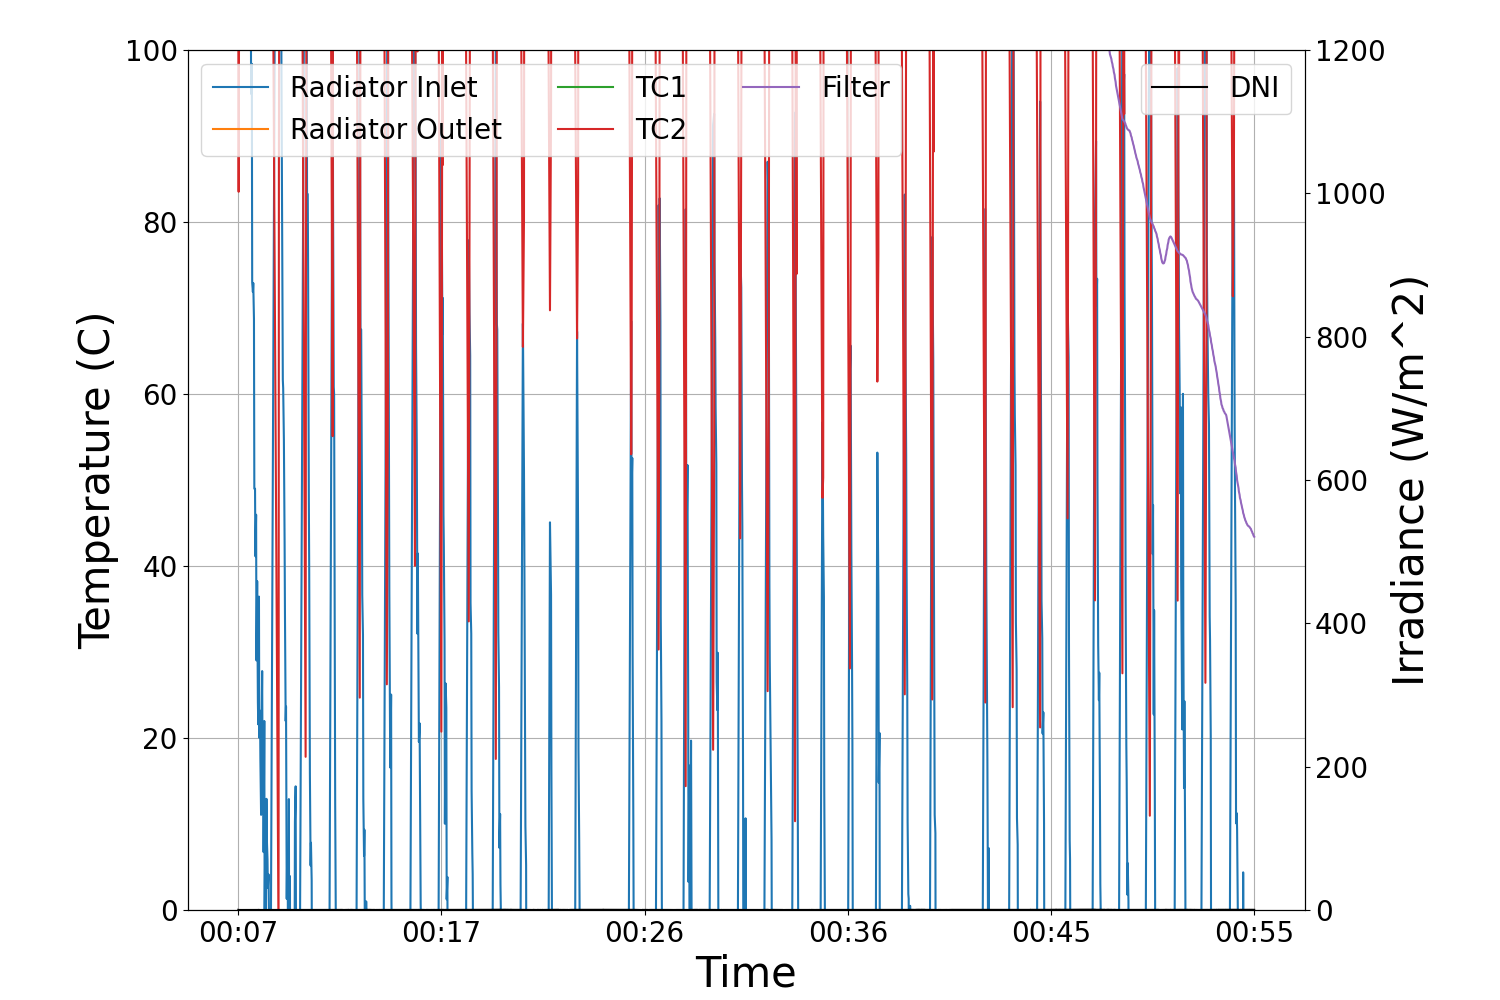 100
80
60
40
20
0
Temperature (C)
Radiator Inlet
Radiator Outlet
TC1
TC2
Filter
DNI
1200
1000
800
600
400
200
0
Irradiance (W/m^2)
00:07 00:17 00:26 00:36 00:45 00:55
Time